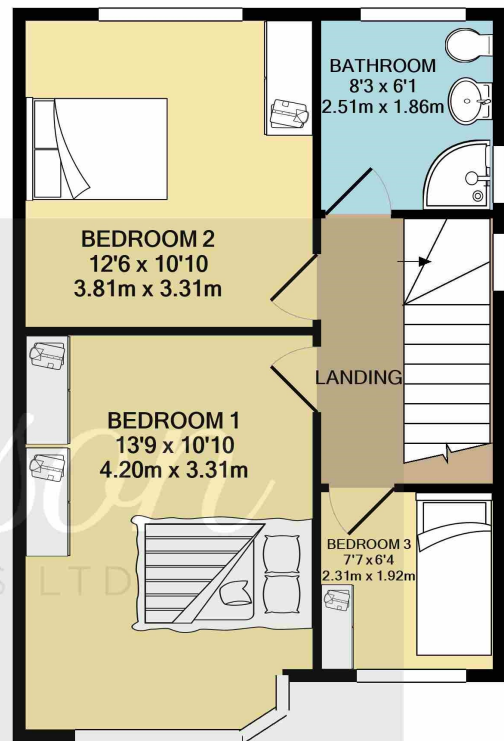 BATHROOM
8'3 x 6'1
2.51m x 1.86m
BEDROOM 2
12'6 x 10'10
3.81m x 3.31m
LANDING
BEDROOM 1
13'9 x 10'10
4.20m x 3.31m
BEDROOM 3
7'7 x 6'4
2.31m x 1.92m
son
S LTD